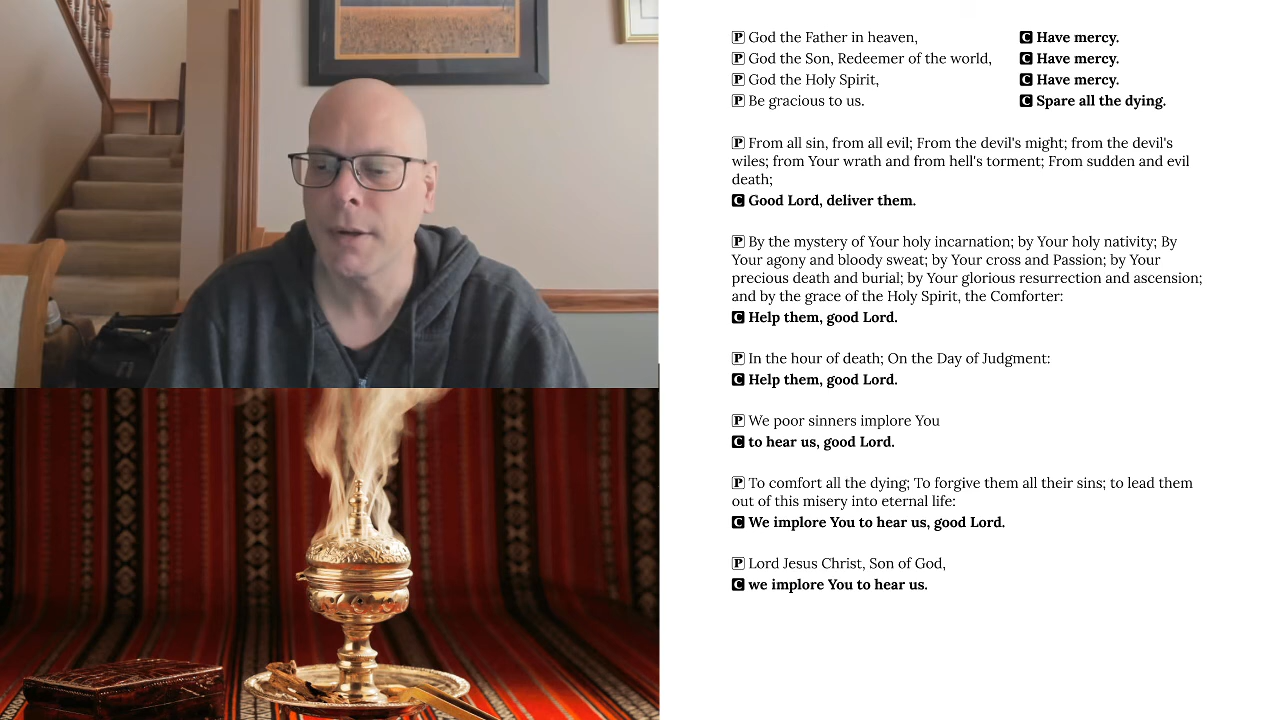 P God the Father in heaven, C Have mercy.
P God the Son, Redeemer of the world, C Have mercy.
P God the Holy Spirit, C Have mercy.
P Be gracious to us. C Spare all the dying.
P From all sin, from all evil; From the devil's might; from the devil's
wiles; from Your wrath and from hell's torment; From sudden and evil
death;
C Good Lord, deliver them.
P By the mystery of Your holy incarnation; by Your holy nativity; By
Your agony and bloody sweat; by Your cross and Passion; by Your
precious death and burial; by Your glorious resurrection and ascension;
and by the grace of the Holy Spirit, the Comforter:
C Help them, good Lord.
P In the hour of death; On the Day of Judgment:
C Help them, good Lord.
P We poor sinners implore You
C to hear us, good Lord.
P To comfort all the dying; To forgive them all their sins; to lead them
out of this misery into eternal life:
C We implore You to hear us, good Lord.
P Lord Jesus Christ, Son of God,
C we implore You to hear us.